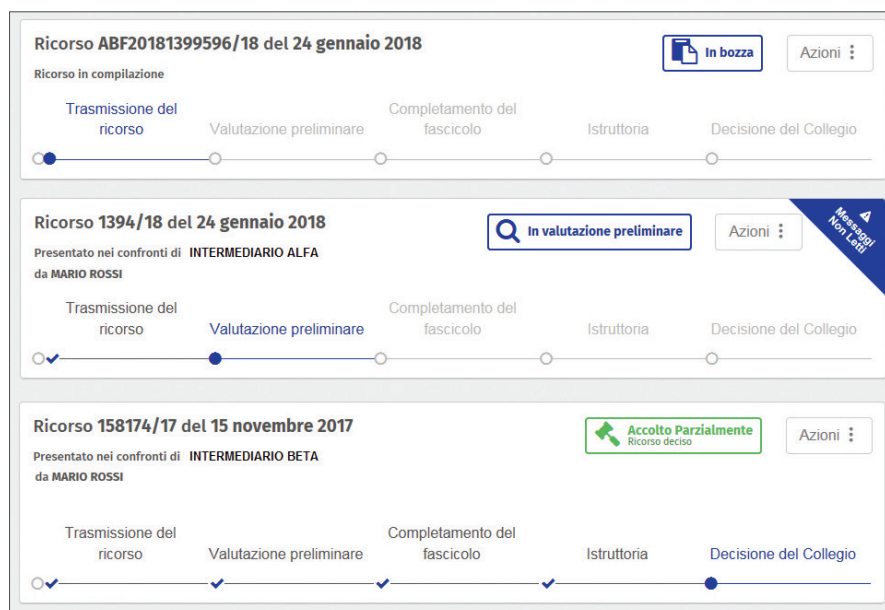 Ricorso ABF20181399596/18 del 24 gennaio 2018
In bozza
Azioni
Ricorso in compilazione
Trasmissione del
ricorso
Valutazione preliminare
Completamento del
fascicolo
Istruttoria
Decisione del Collegio
Ricorso 1394/18 del 24 gennaio 2018
In valutazione preliminare
Azioni
Messaggi
Non Letti
Presentato nei confronti di INTERMEDIARIO ALFA
da MARIO ROSSI
Trasmissione del
ricorso
Valutazione preliminare
Completamento del
fascicolo
Istruttoria
Decisione del Collegio
Ricorso 158174/17 del 15 novembre 2017
Accolto Parzialmente
Ricorso deciso
Azioni
Presentato nei confronti di INTERMEDIARIO BETA
da MARIO ROSSI
Trasmissione del
ricorso
Valutazione preliminare
Completamento del
fascicolo
Istruttoria
Decisione del Collegio